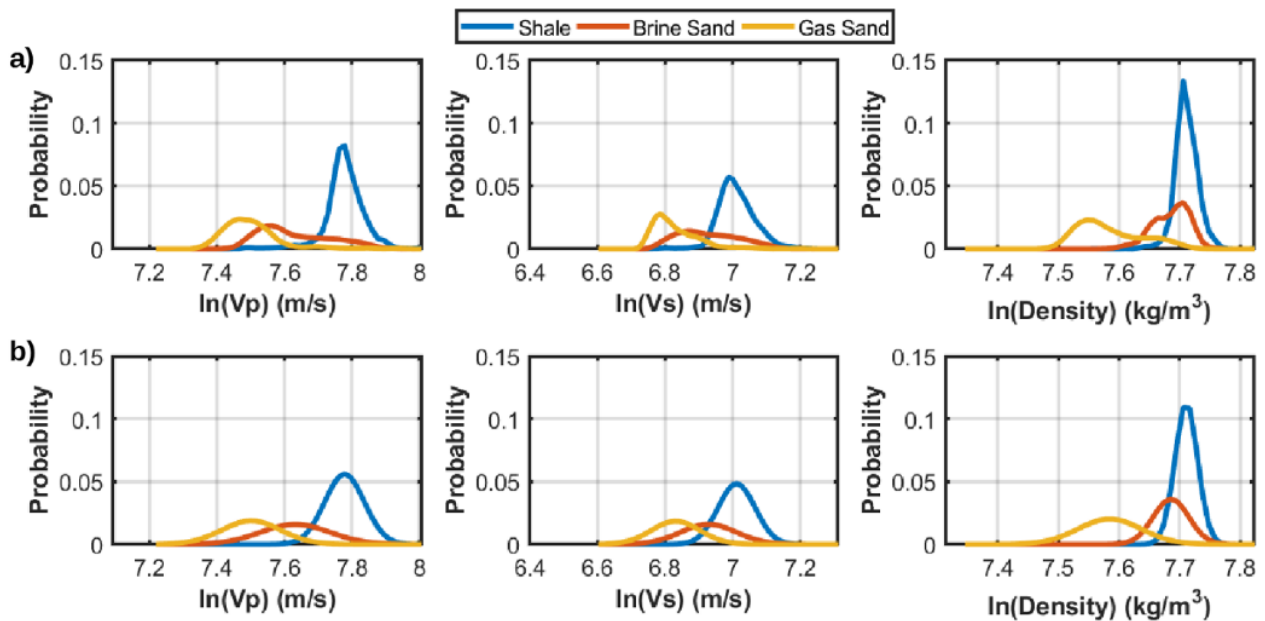 Shale Brine Sand Gas Sand
a)
Probability
0.15
0.1
0.05
0
7.2 7.4 7.6 7.8 8
ln(Vp) (m/s)
Probability
0.15
0.1
0.05
0
6.4 6.6 6.8 7 7.2
ln(Vs) (m/s)
Probability
0.15
0.1
0.05
0
7.4 7.5 7.6 7.7 7.8
ln(Density) (kg/m³)
b)
Probability
0.15
0.1
0.05
0
7.2 7.4 7.6 7.8 8
ln(Vp) (m/s)
Probability
0.15
0.1
0.05
0
6.4 6.6 6.8 7 7.2
ln(Vs) (m/s)
Probability
0.15
0.1
0.05
0
7.4 7.5 7.6 7.7 7.8
ln(Density) (kg/m³)